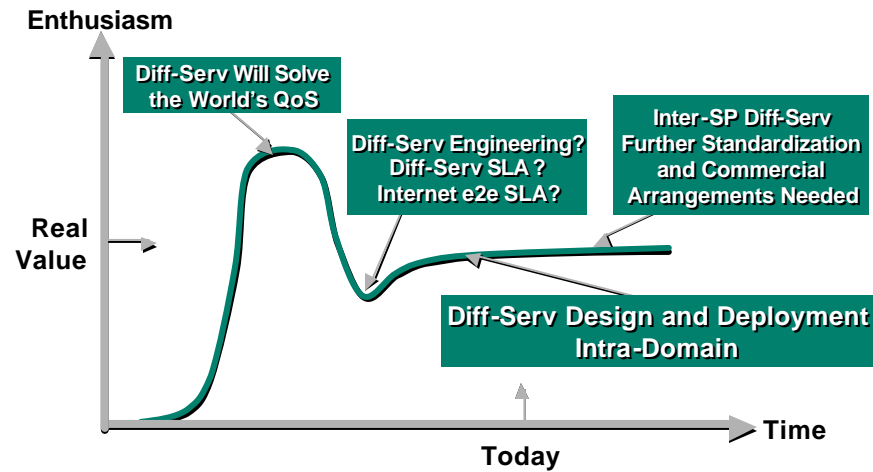 Enthusiasm
Diff-Serv Will Solve
the World's QoS
Diff-Serv Engineering?
Diff-Serv SLA ?
Internet e2e SLA?
Inter-SP Diff-Serv
Further Standardization
and Commercial
Arrangements Needed
Real
Value
Diff-Serv Design and Deployment
Intra-Domain
Time
Today